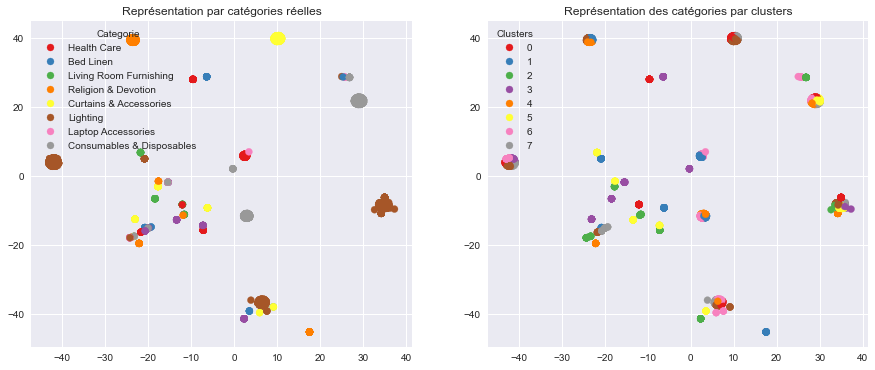 Représentation par catégories réelles
Categorie
Health Care
Bed Linen
Living Room Furnishing
Religion & Devotion
Curtains & Accessories
Lighting
Laptop Accessories
Consumables & Disposables
40
20
0
−20
−40
−40 −30 −20 −10 0 10 20 30 40
Représentation des catégories par clusters
Clusters
0
1
2
3
4
5
6
7
40
20
0
−20
−40
−40 −30 −20 −10 0 10 20 30 40